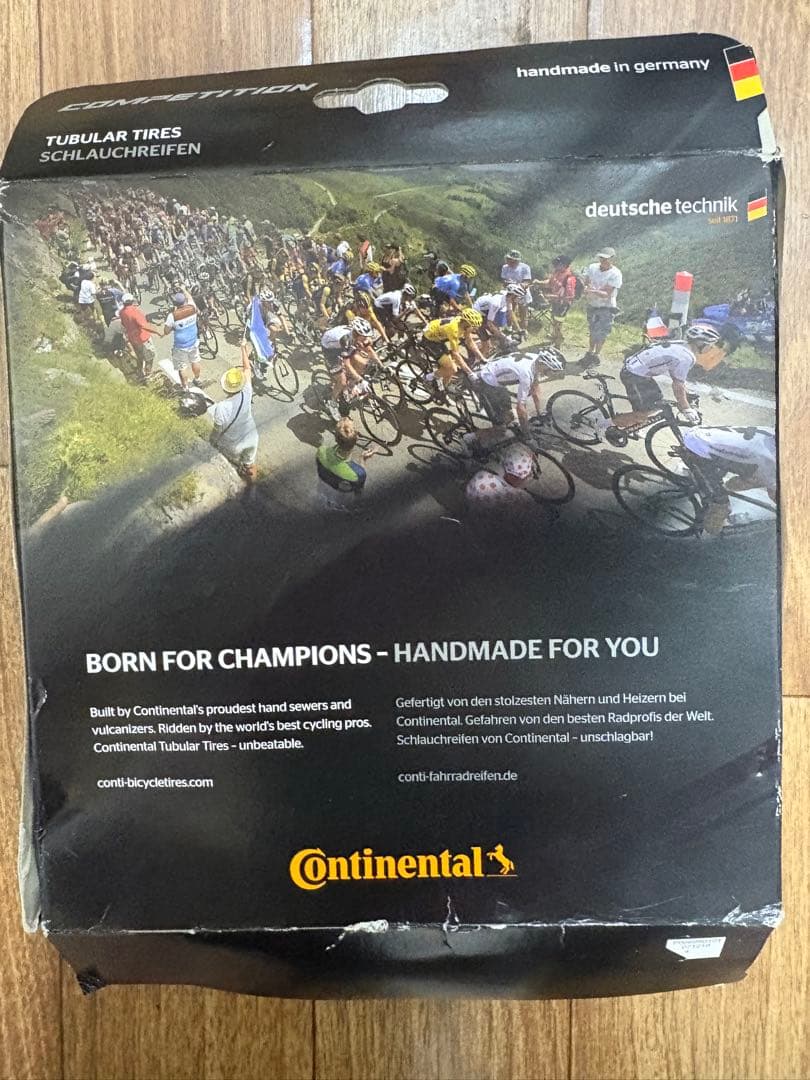 COMPETITION
handmade in germany
TUBULAR TIRES
SCHLAUCHREIFEN
deutsche technik
seit 1871
BORN FOR CHAMPIONS – HANDMADE FOR YOU
Built by Continental's proudest hand sewers and
vulcanizers. Ridden by the world's best cycling pros.
Continental Tubular Tires – unbeatable.
conti-bicycletires.com
Gefertigt von den stolzesten Nähern und Heizern bei
Continental. Gefahren von den besten Radprofis der Welt.
Schlauchreifen von Continental – unschlagbar!
conti-fahrradreifen.de
Continental